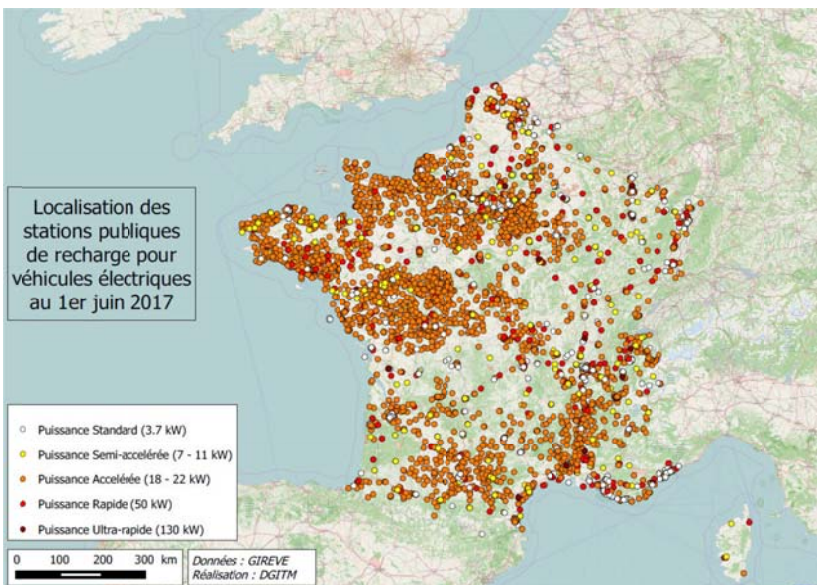 Localisation des
stations publiques
de recharge pour
véhicules électriques
au 1er juin 2017
Puissance Standard (3.7 kW)
Puissance Semi-accelérée (7 - 11 kW)
Puissance Accelérée (18 - 22 kW)
Puissance Rapide (50 kW)
Puissance Ultra-rapide (130 kW)
0 100 200 300 km
Données : GIREVE
Réalisation : DGITM